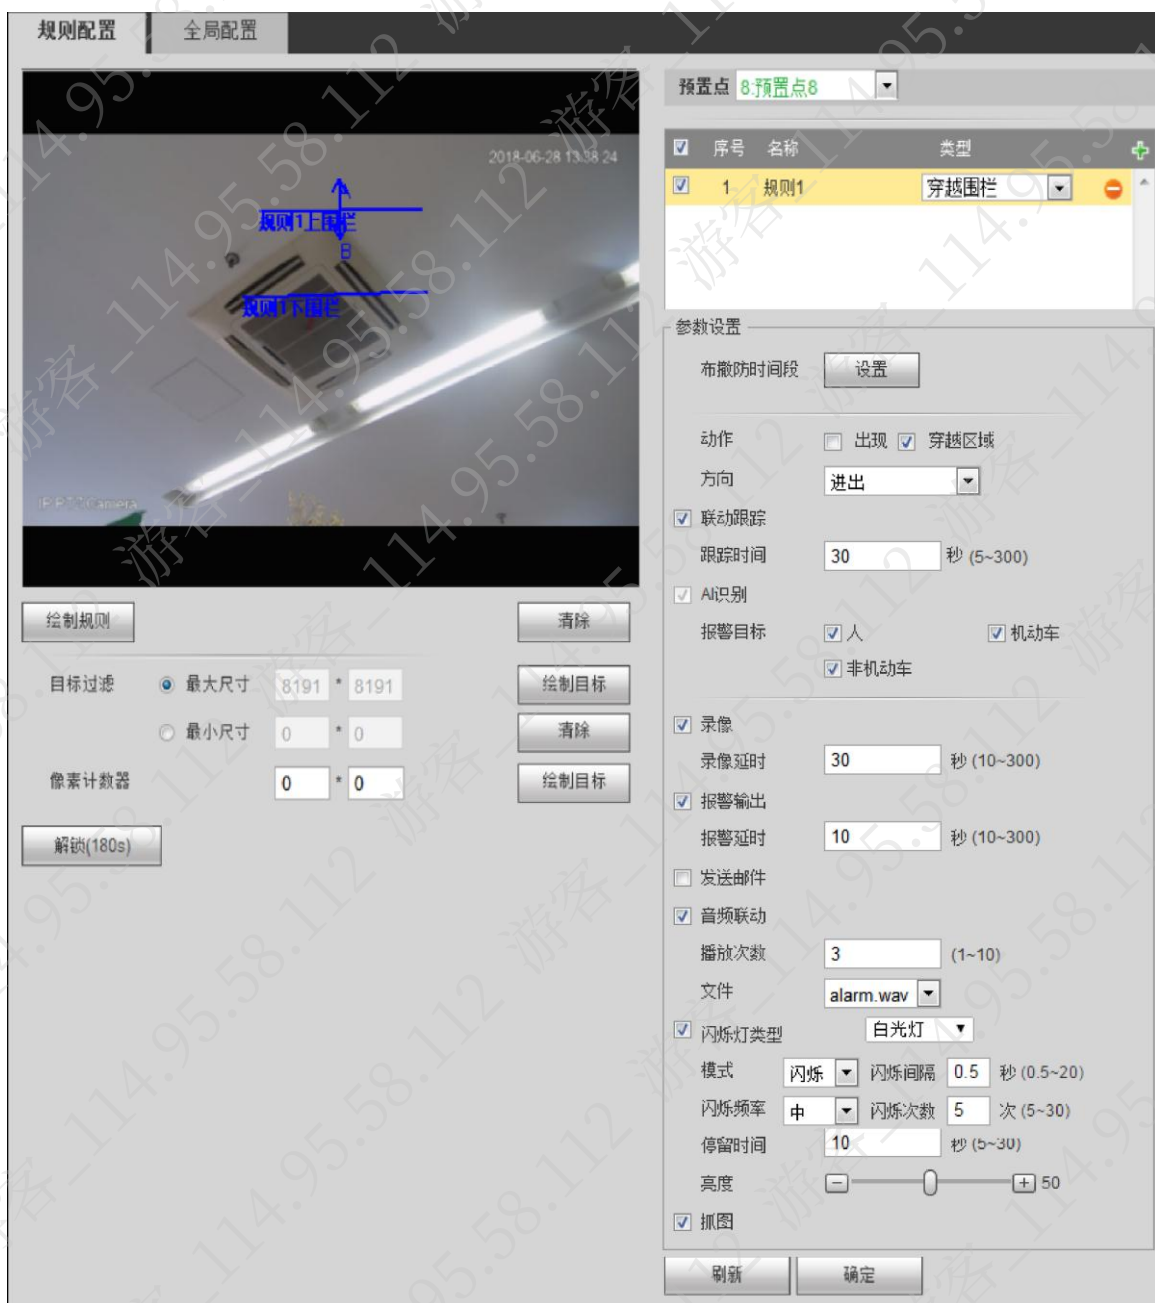 规则配置 全局配置
预置点 8:预置点8
序号 名称 类型
1 规则1 穿越围栏
2018-06-28 13:38:24
A
规则1上围栏
B
规则1下围栏
IP PTZ Camera
绘制规则 清除
目标过滤 最大尺寸 8191 * 8191 绘制目标
最小尺寸 0 * 0 清除
像素计数器 0 * 0 绘制目标
解锁(180s)
参数设置
布撤防时间段 设置
动作 出现 穿越区域
方向 进出
联动跟踪
跟踪时间 30 秒 (5~300)
AI识别
报警目标 人 机动车
非机动车
录像
录像延时 30 秒 (10~300)
报警输出
报警延时 10 秒 (10~300)
发送邮件
音频联动
播放次数 3 (1~10)
文件 alarm.wav
闪烁灯类型 白光灯
模式 闪烁 闪烁间隔 0.5 秒 (0.5~20)
闪烁频率 中 闪烁次数 5 次 (5~30)
停留时间 10 秒 (5~30)
亮度 50
抓图
刷新 确定
游客_114.95.58.112